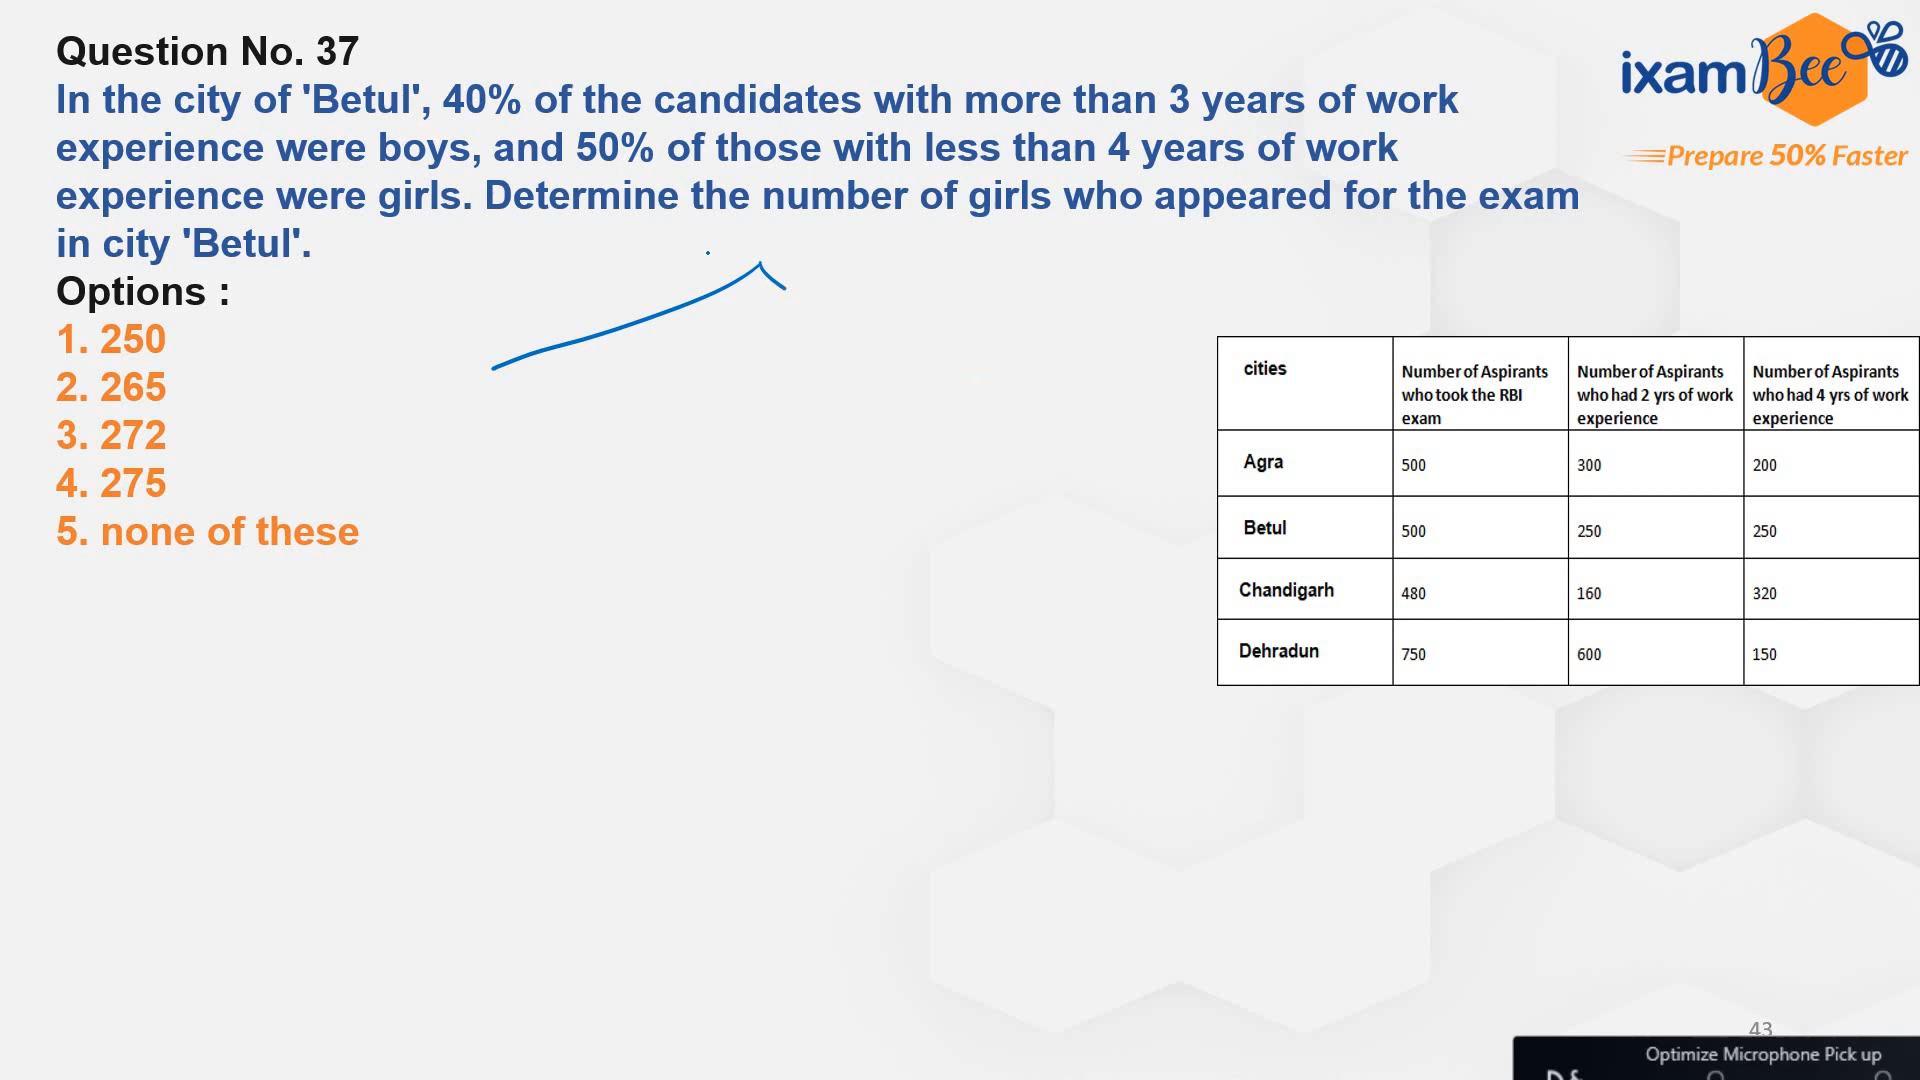 Question No. 37
In the city of 'Betul', 40% of the candidates with more than 3 years of work
experience were boys, and 50% of those with less than 4 years of work
experience were girls. Determine the number of girls who appeared for the exam
in city 'Betul'.
Options :
1. 250
2. 265
3. 272
4. 275
5. none of these
ixamBee
Prepare 50% Faster
cities Number of Aspirants who took the RBI exam Number of Aspirants who had 2 yrs of work experience Number of Aspirants who had 4 yrs of work experience
Agra 500 300 200
Betul 500 250 250
Chandigarh 480 160 320
Dehradun 750 600 150
43
Optimize Microphone Pick up